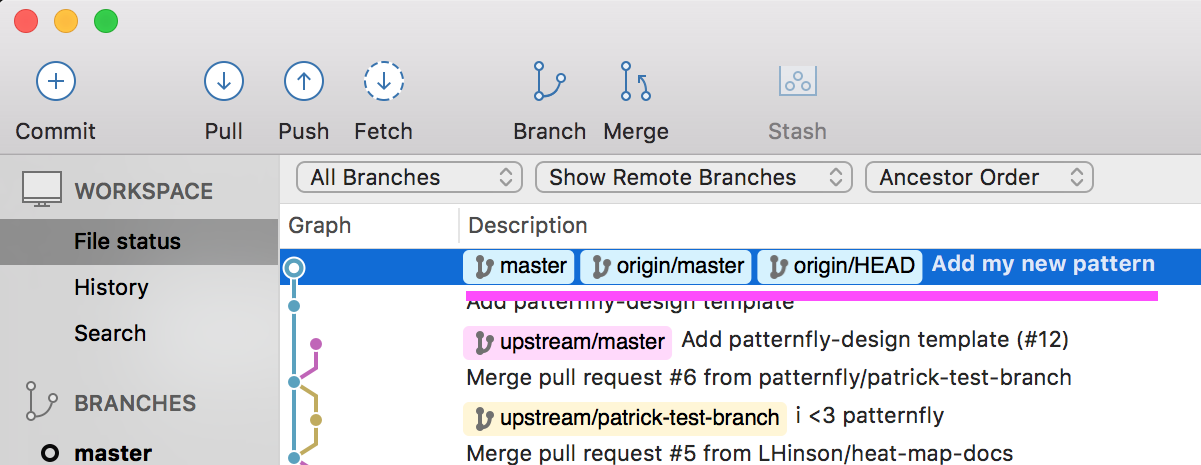 Commit Pull Push Fetch Branch Merge Stash
WORKSPACE
All Branches Show Remote Branches Ancestor Order
Graph Description
File status
master origin/master origin/HEAD Add my new pattern
History
Add patternfly-design template
Search
upstream/master Add patternfly-design template (#12)
Merge pull request #6 from patternfly/patrick-test-branch
BRANCHES
upstream/patrick-test-branch i <3 patternfly
master
Merge pull request #5 from LHinson/heat-map-docs